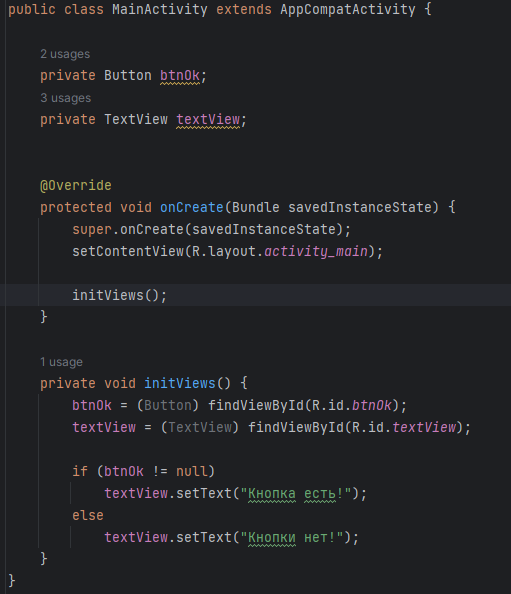 public class MainActivity extends AppCompatActivity {
2 usages
private Button btnOk;
3 usages
private TextView textView;
@Override
protected void onCreate(Bundle savedInstanceState) {
super.onCreate(savedInstanceState);
setContentView(R.layout.activity_main);
initViews();
}
1 usage
private void initViews() {
btnOk = (Button) findViewById(R.id.btnOk);
textView = (TextView) findViewById(R.id.textView);
if (btnOk != null)
textView.setText("Кнопка есть!");
else
textView.setText("Кнопки нет!");
}
}